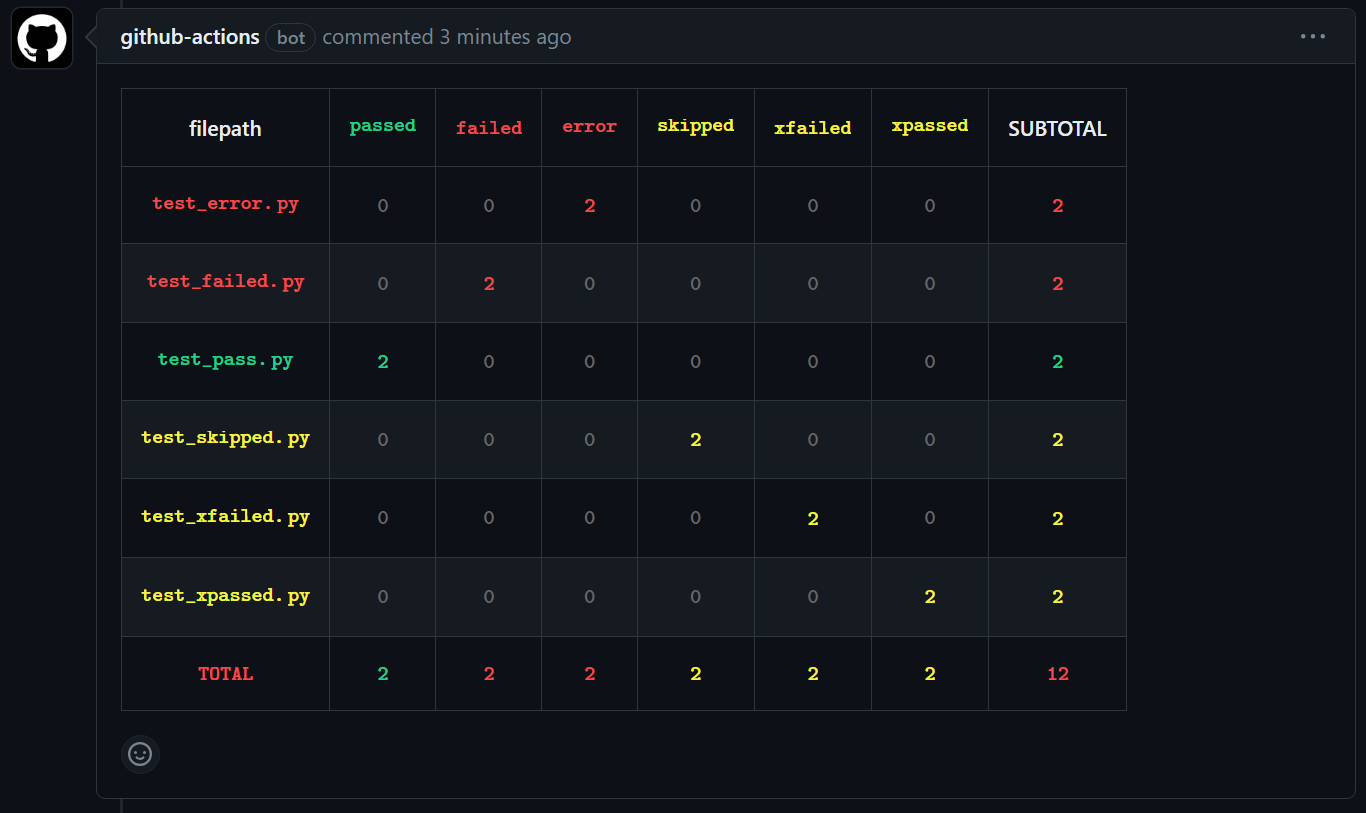 github-actions bot commented 3 minutes ago
filepath passed failed error skipped xfailed xpassed SUBTOTAL
test_error.py 0 0 2 0 0 0 2
test_failed.py 0 2 0 0 0 0 2
test_pass.py 2 0 0 0 0 0 2
test_skipped.py 0 0 0 2 0 0 2
test_xfailed.py 0 0 0 0 2 0 2
test_xpassed.py 0 0 0 0 0 2 2
TOTAL 2 2 2 2 2 2 12